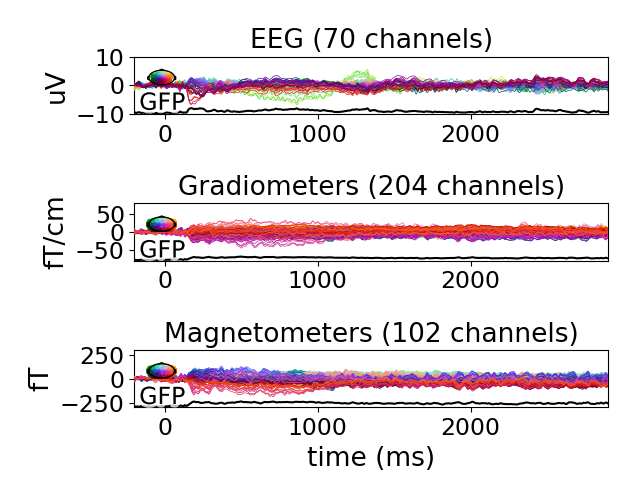 EEG (70 channels)
uV
10
0
−10
GFP
0 1000 2000
Gradiometers (204 channels)
fT/cm
50
0
−50
GFP
0 1000 2000
Magnetometers (102 channels)
fT
250
0
−250
GFP
0 1000 2000
time (ms)